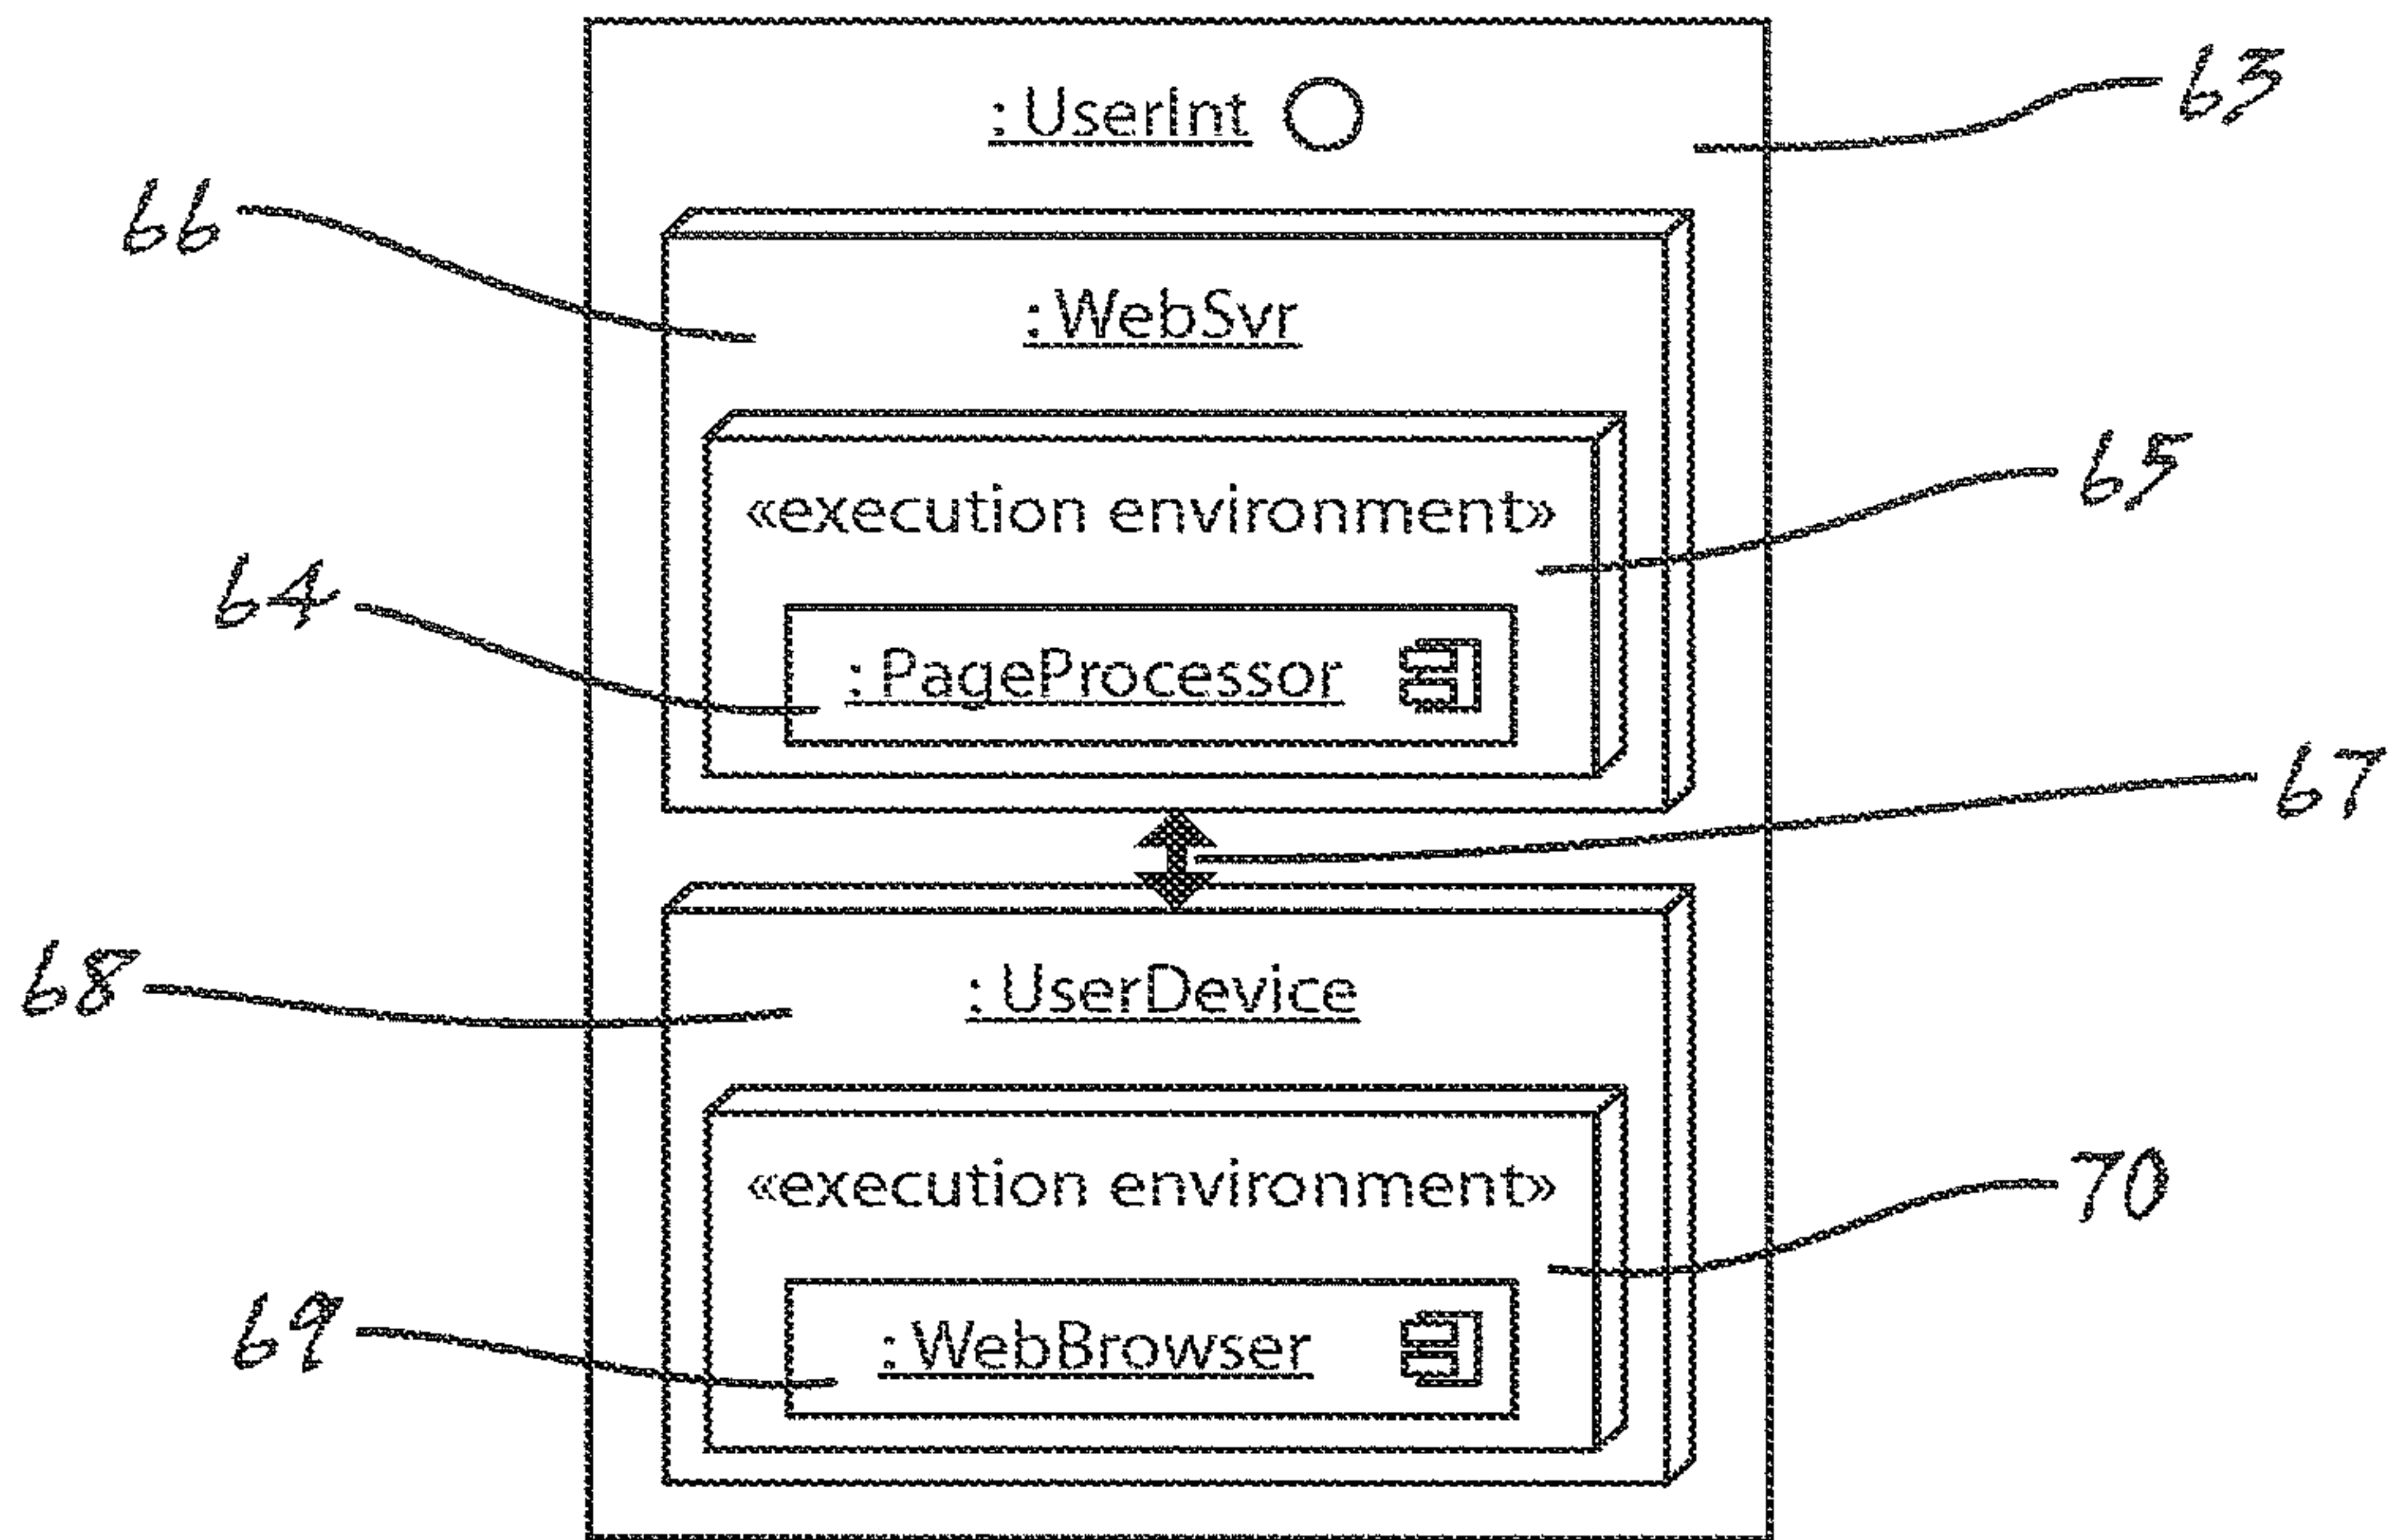 : UserInt
63
66
: WebSvr
65
«execution environment»
64
: PageProcessor
67
68
: UserDevice
«execution environment»
70
69
: WebBrowser